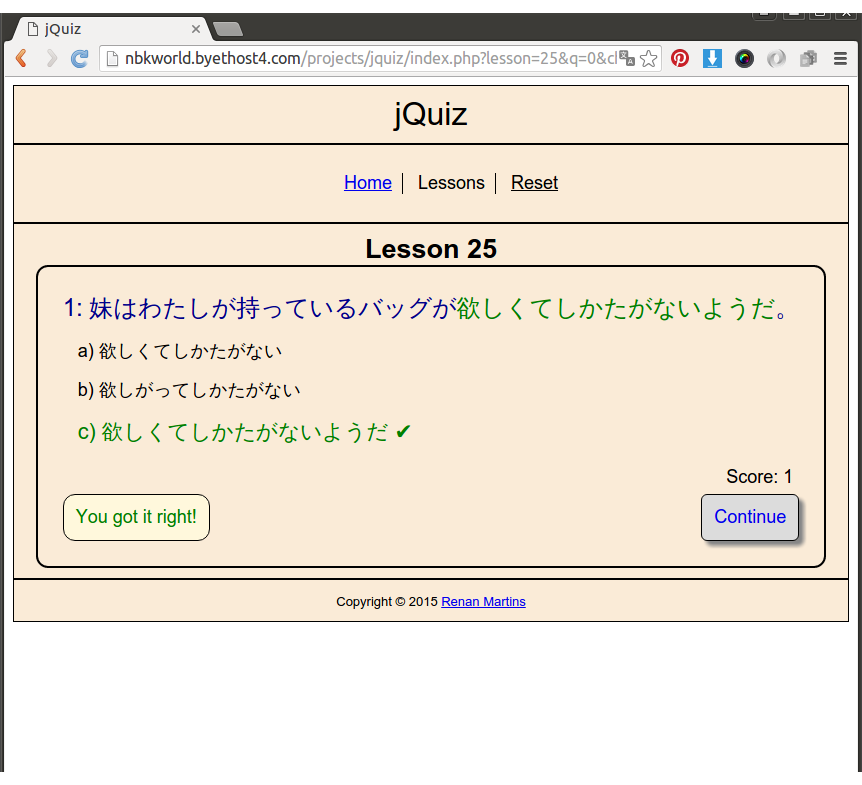 jQuiz
nbkworld.byethost4.com/projects/jquiz/index.php?lesson=25&q=0&cl
jQuiz
Home Lessons Reset
Lesson 25
1: 妹はわたしが持っているバッグが欲しくてしかたがないようだ。
a) 欲しくてしかたがない
b) 欲しがってしかたがない
c) 欲しくてしかたがないようだ ✔
Score: 1
You got it right! Continue
Copyright © 2015 Renan Martins